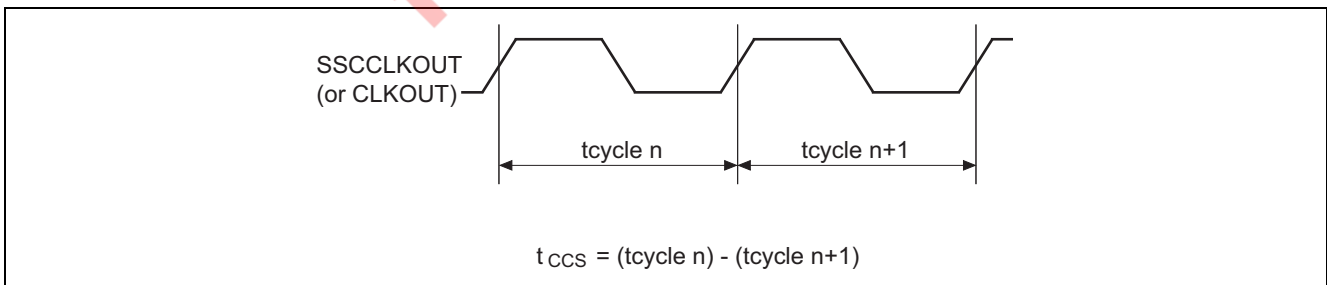 SSCCLKOUT
(or CLKOUT)
tcycle n
tcycle n+1
t CCS = (tcycle n) - (tcycle n+1)